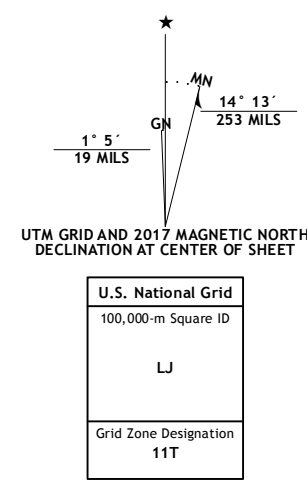 MN
GN
14° 13´
253 MILS
1° 5´
19 MILS
UTM GRID AND 2017 MAGNETIC NORTH
DECLINATION AT CENTER OF SHEET
U.S. National Grid
100,000-m Square ID
LJ
Grid Zone Designation
11T